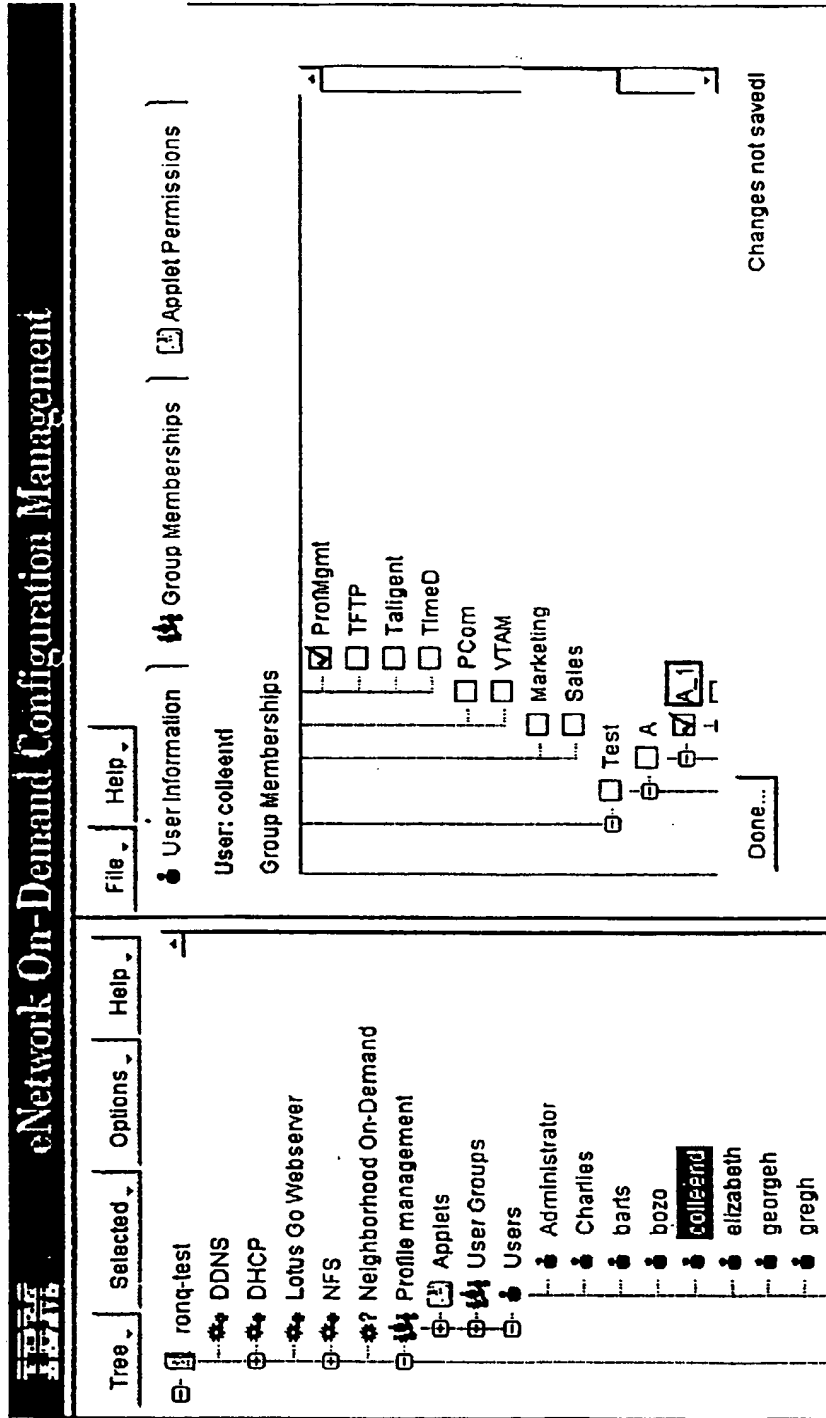 IBM eNetwork On-Demand Configuration Management
Tree Selected Options Help
ronq-test
DDNS
DHCP
Lotus Go Webserver
NFS
Neighborhood On-Demand
Profile management
Applets
User Groups
Users
Administrator
Charlies
barts
bozo
colleend
elizabeth
georgeh
gregh
File Help
User Information Group Memberships Applet Permissions
User: colleend
Group Memberships
ProfMgmt
TFTP
Taligent
TimeD
PCom
VTAM
Marketing
Sales
Test
A
A_1
Done...
Changes not saved!